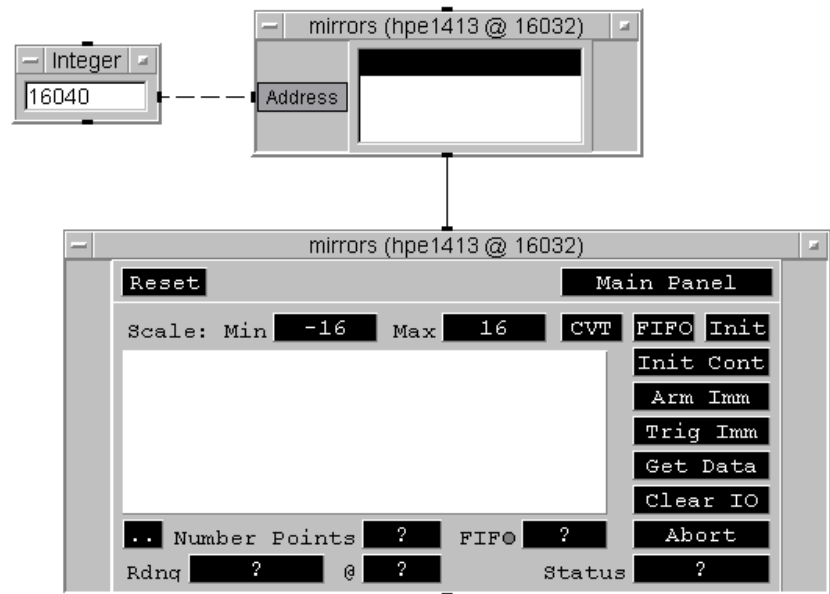 mirrors (hpe1413 @ 16032)
Integer
16040
Address
mirrors (hpe1413 @ 16032)
Reset Main Panel
Scale: Min -16 Max 16 CVT FIFO Init
Init Cont
Arm Imm
Trig Imm
Get Data
Clear IO
.. Number Points ? FIFO ? Abort
Rdng ? @ ? Status ?